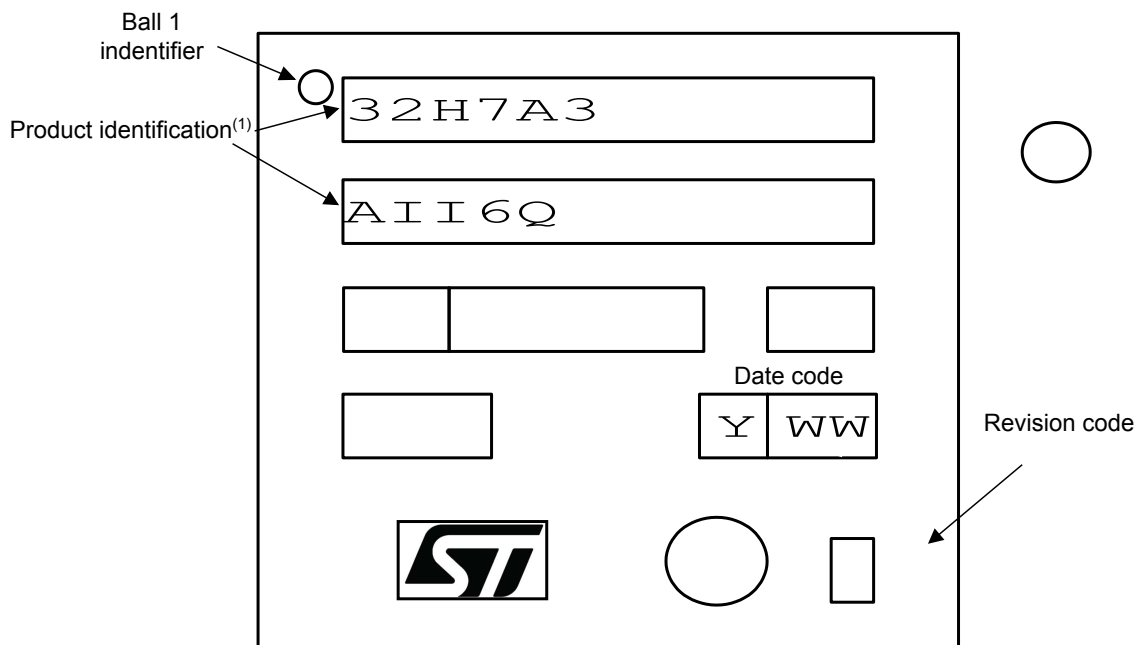 Ball 1
indentifier
32H7A3
Product identification(1)
AII6Q
Date code
Y WW
Revision code
ST